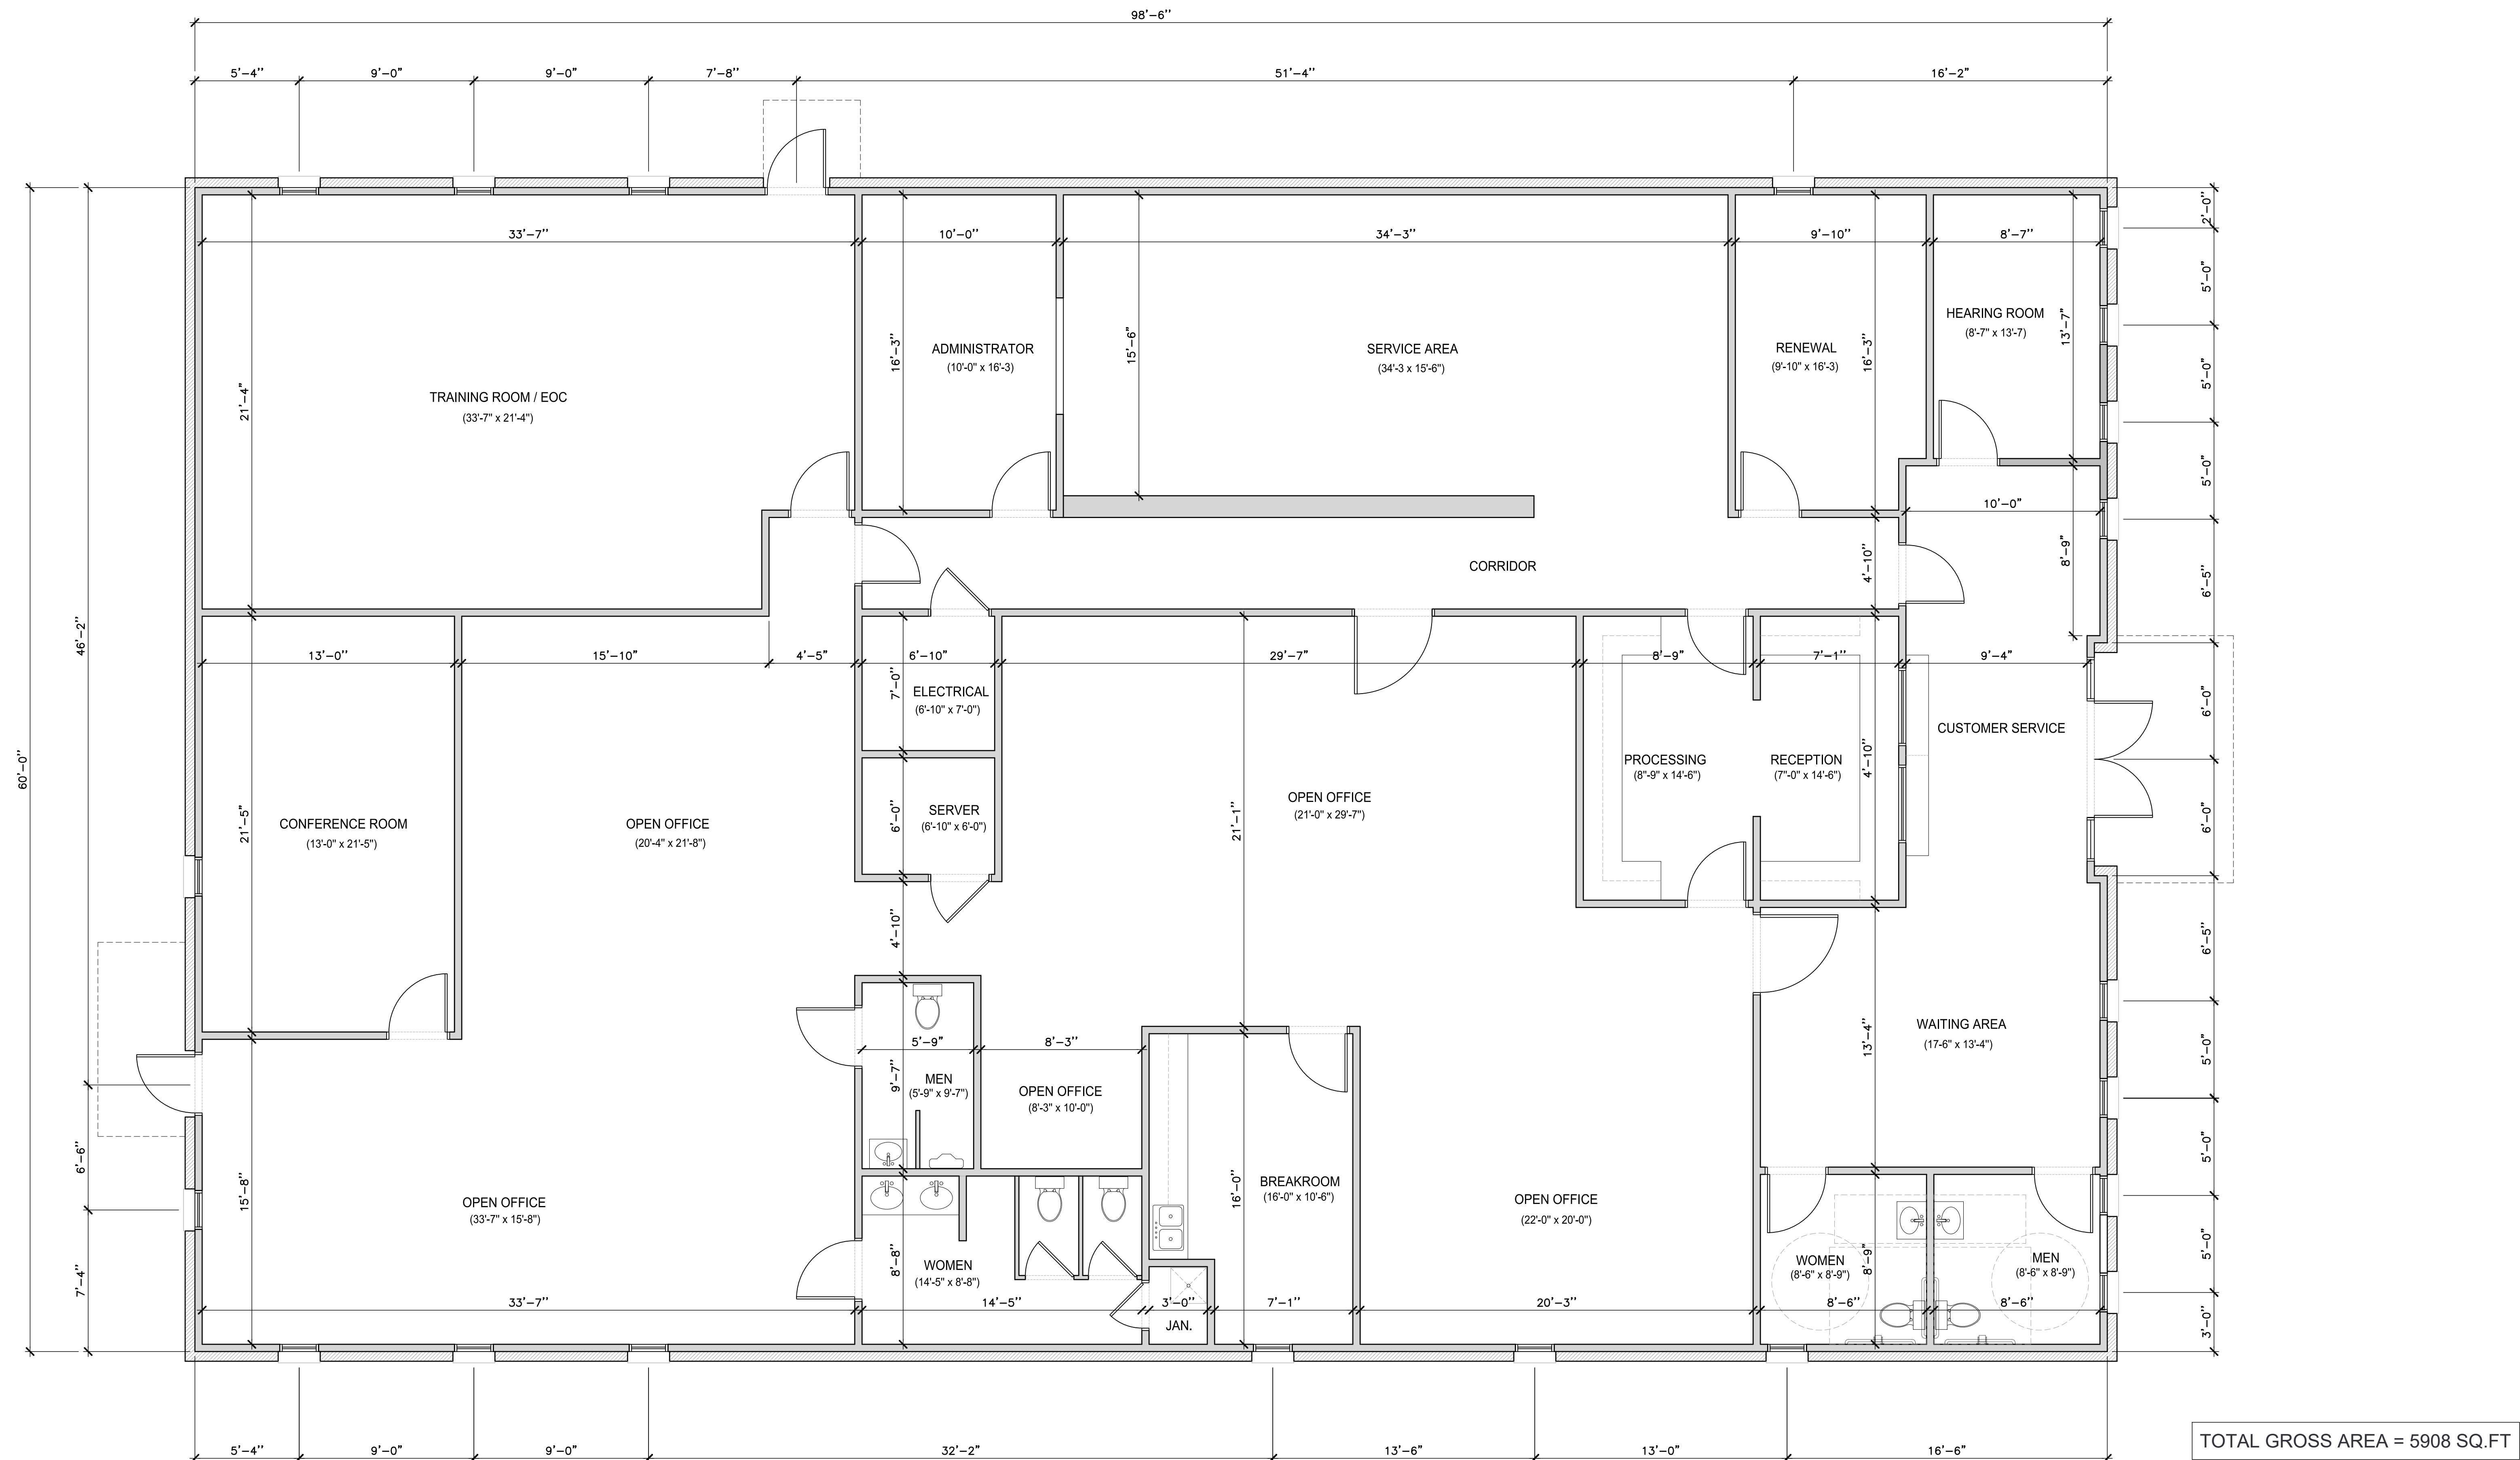 98'-6''
5'-4''
9'-0''
9'-0''
7'-8''
51'-4''
16'-2''
60'-0''
46'-2''
6'-6''
7'-4''
33'-7''
21'-4''
TRAINING ROOM / EOC
(33'-7" x 21'-4")
10'-0''
16'-3''
ADMINISTRATOR
(10'-0" x 16'-3)
34'-3''
15'-6''
SERVICE AREA
(34'-3 x 15'-6")
9'-10''
16'-3''
RENEWAL
(9'-10" x 16'-3)
8'-7''
13'-7''
HEARING ROOM
(8'-7" x 13'-7)
2'-0''
5'-0''
5'-0''
5'-0''
6'-5''
6'-0''
6'-0''
6'-5''
5'-0''
5'-0''
5'-0''
3'-0''
10'-0''
8'-9''
CORRIDOR
4'-10''
13'-0''
15'-10''
4'-5''
6'-10''
29'-7''
8'-9''
7'-1''
9'-4''
7'-0''
ELECTRICAL
(6'-10" x 7'-0")
CUSTOMER SERVICE
21'-5''
CONFERENCE ROOM
(13'-0" x 21'-5")
OPEN OFFICE
(20'-4" x 21'-8")
6'-0''
SERVER
(6'-10" x 6'-0")
21'-1''
OPEN OFFICE
(21'-0" x 29'-7")
PROCESSING
(8"-9" x 14'-6")
RECEPTION
(7"-0" x 14'-6")
4'-10''
4'-10''
5'-9''
8'-3''
9'-7''
MEN
(5'-9" x 9'-7")
OPEN OFFICE
(8'-3" x 10'-0")
13'-4''
WAITING AREA
(17-6" x 13'-4")
15'-8''
OPEN OFFICE
(33'-7" x 15'-8")
16'-0''
BREAKROOM
(16'-0" x 10'-6")
OPEN OFFICE
(22'-0" x 20'-0")
8'-8''
WOMEN
(14'-5" x 8'-8")
WOMEN
(8'-6" x 8'-9")
8'-9''
MEN
(8'-6" x 8'-9")
33'-7''
14'-5''
3'-0''
7'-1''
20'-3''
8'-6''
8'-6''
JAN.
5'-4''
9'-0''
9'-0''
32'-2''
13'-6''
13'-0''
16'-6''
TOTAL GROSS AREA = 5908 SQ.FT